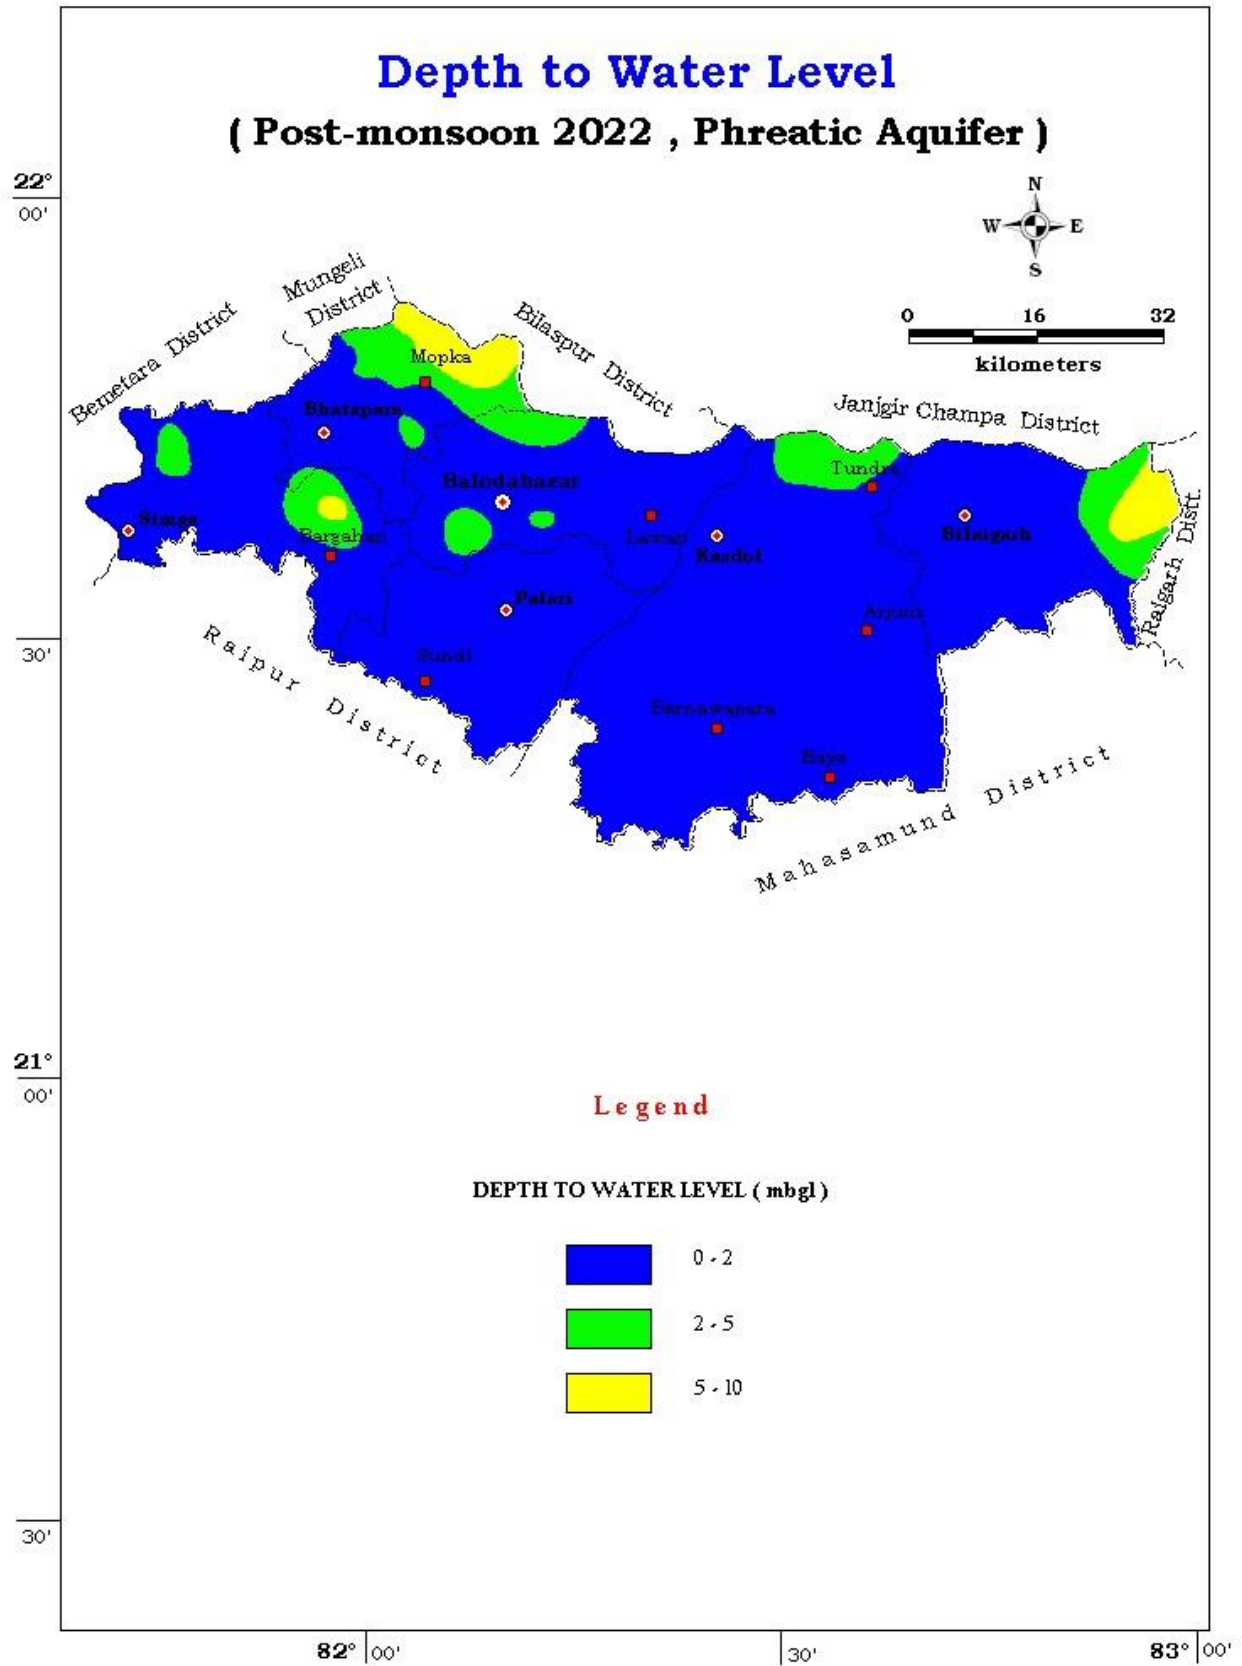 Depth to Water Level
( Post-monsoon 2022 , Phreatic Aquifer )
22°
00'
N
W E
S
0 16 32
kilometers
Mungeli
District
Bemetara District
Bilaspur District
Janjgir Champa District
Mopka
Bhatapara
Tundra
Balodabazar
Simga
Bargahan
Lawan
Kasdol
Bilaigarh
Raigarh Distt.
Palari
Arjuni
30'
Raipur District
Sundi
Barnawapara
Baya
Mahasamund District
21°
00'
Legend
DEPTH TO WATER LEVEL ( mbgl )
0 - 2
2 - 5
5 - 10
30'
82° 00' 30' 83° 00'